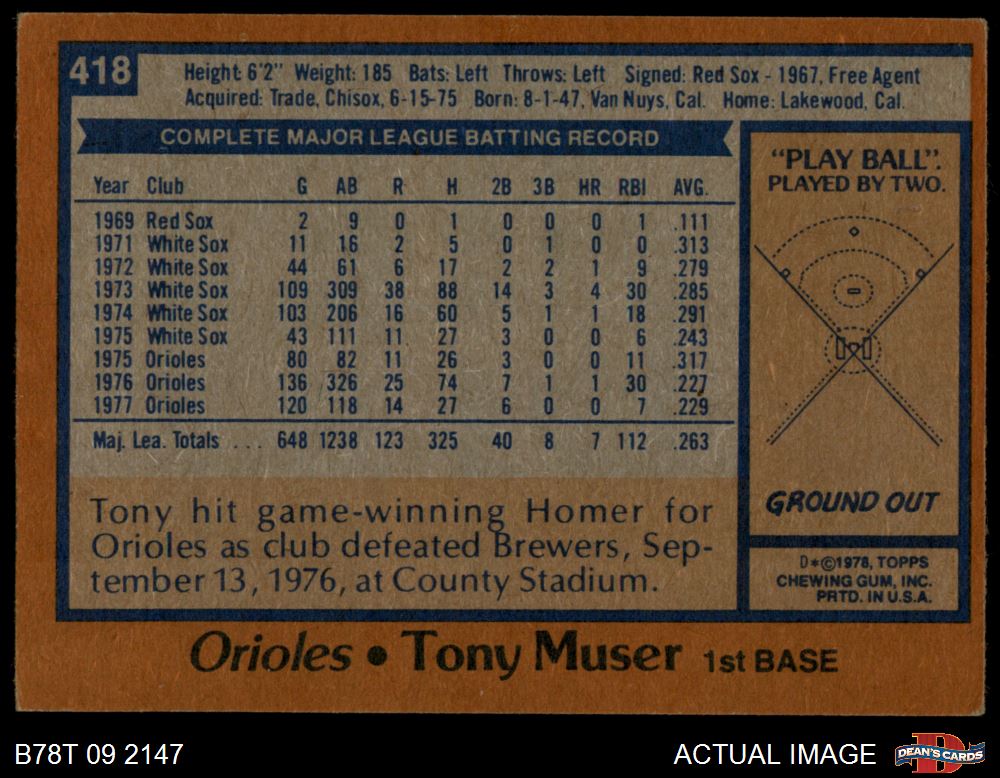 418
Height: 6'2" Weight: 185 Bats: Left Throws: Left Signed: Red Sox - 1967, Free Agent
Acquired: Trade, Chisox, 6-15-75 Born: 8-1-47, Van Nuys, Cal. Home: Lakewood, Cal.
COMPLETE MAJOR LEAGUE BATTING RECORD
Year Club G AB R H 2B 3B HR RBI AVG.
1969 Red Sox 2 9 0 1 0 0 0 1 .111
1971 White Sox 11 16 2 5 0 1 0 0 .313
1972 White Sox 44 61 6 17 2 2 1 9 .279
1973 White Sox 109 309 38 88 14 3 4 30 .285
1974 White Sox 103 206 16 60 5 1 1 18 .291
1975 White Sox 43 111 11 27 3 0 0 6 .243
1975 Orioles 80 82 11 26 3 0 0 11 .317
1976 Orioles 136 326 25 74 7 1 1 30 .227
1977 Orioles 120 118 14 27 6 0 0 7 .229
Maj. Lea. Totals . . . 648 1238 123 325 40 8 7 112 .263
Tony hit game-winning Homer for
Orioles as club defeated Brewers, Sep-
tember 13, 1976, at County Stadium.
"PLAY BALL".
PLAYED BY TWO.
GROUND OUT
D*©1978, TOPPS
CHEWING GUM, INC.
PRTD. IN U.S.A.
Orioles • Tony Muser 1st BASE
B78T 09 2147
ACTUAL IMAGE
DEAN'S CARDS